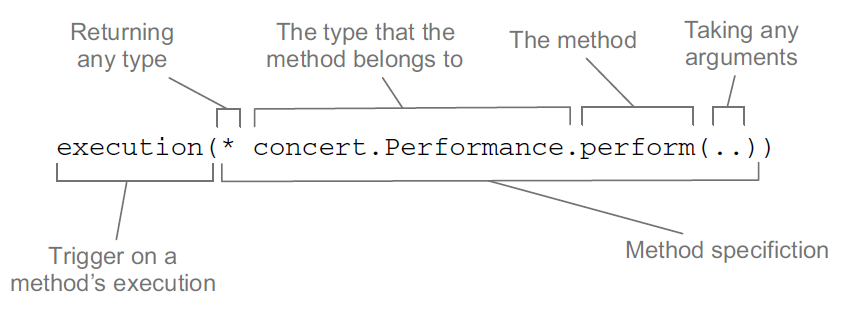 Returning
any type
The type that the
method belongs to
The method
Taking any
arguments
execution(* concert.Performance.perform(..))
Trigger on a
method's execution
Method specifiction